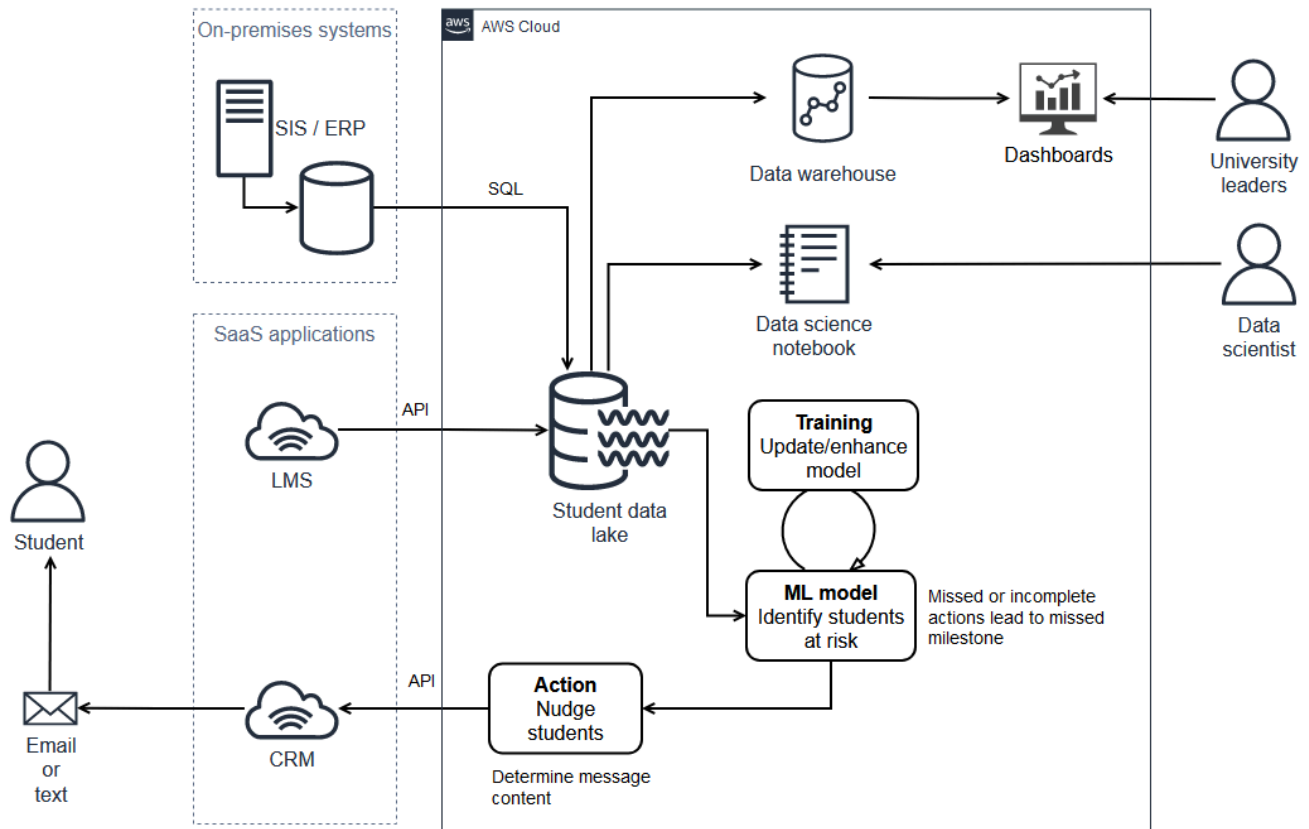 On-premises systems
aws
AWS Cloud
SIS / ERP
SQL
Data warehouse
Dashboards
University
leaders
Data science
notebook
Data
scientist
SaaS applications
LMS
API
Student data
lake
Training
Update/enhance
model
Student
ML model
Identify students
at risk
Missed or incomplete
actions lead to missed
milestone
Action
Nudge
students
API
CRM
Email
or
text
Determine message
content